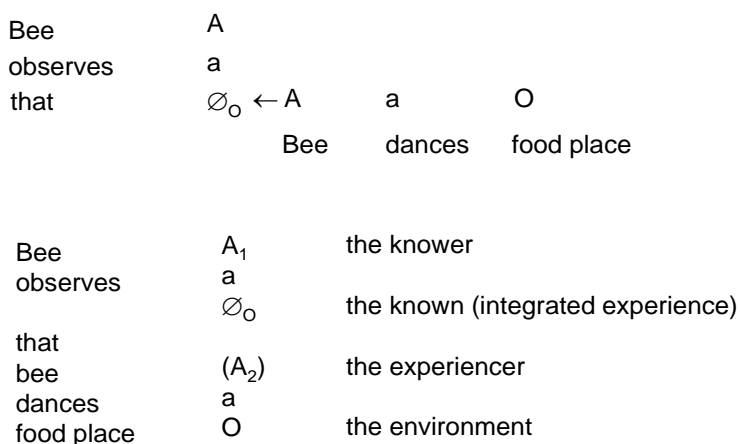 Bee A
observes a
that ∅O ← A a O
Bee dances food place
Bee A1 the knower
observes a
∅O the known (integrated experience)
that
bee (A2) the experiencer
dances a
food place O the environment